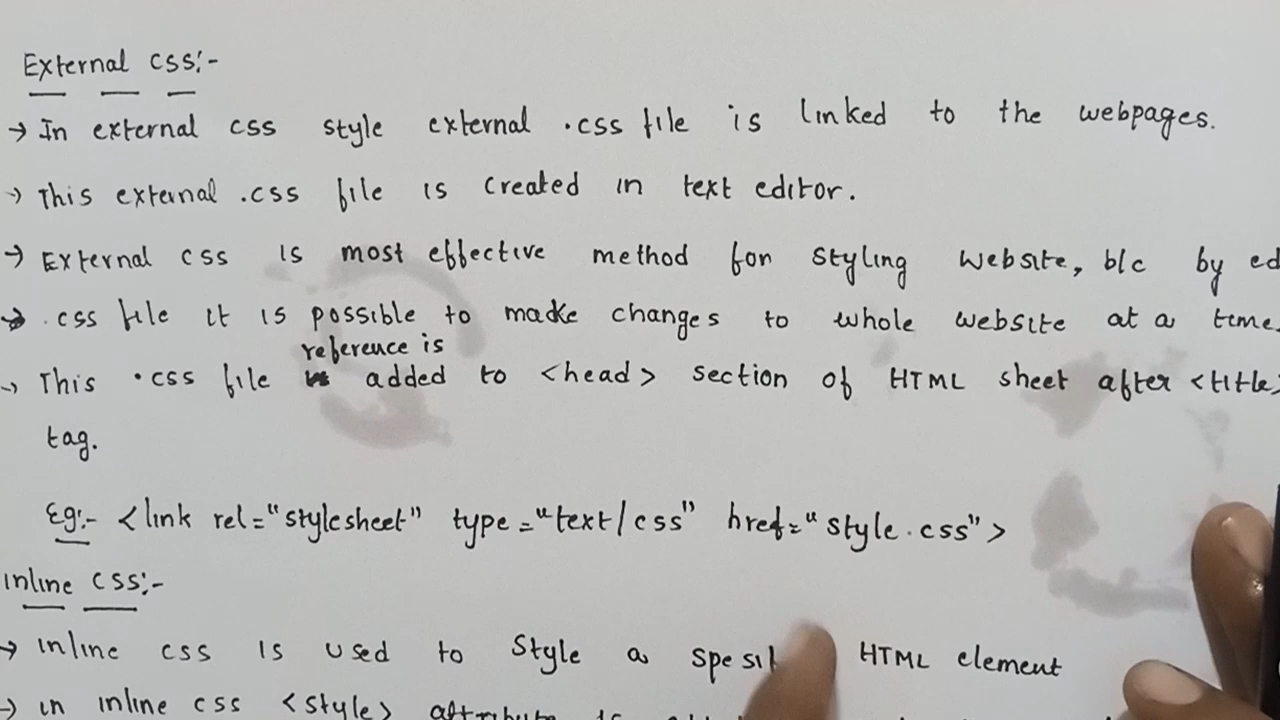 External css:-
→ In external css style external .css file is linked to the webpages.
→ This external .css file is created in text editor.
→ External css is most effective method for styling website, b/c by ed
→ .css file it is possible to make changes to whole website at a time.
reference is
→ This .css file added to <head> section of HTML sheet after <title>
tag.
Eg:- <link rel="stylesheet" type="text/css" href="style.css">
Inline css:-
→ Inline css is used to style a HTML element
→ in inline css <style> attribute is